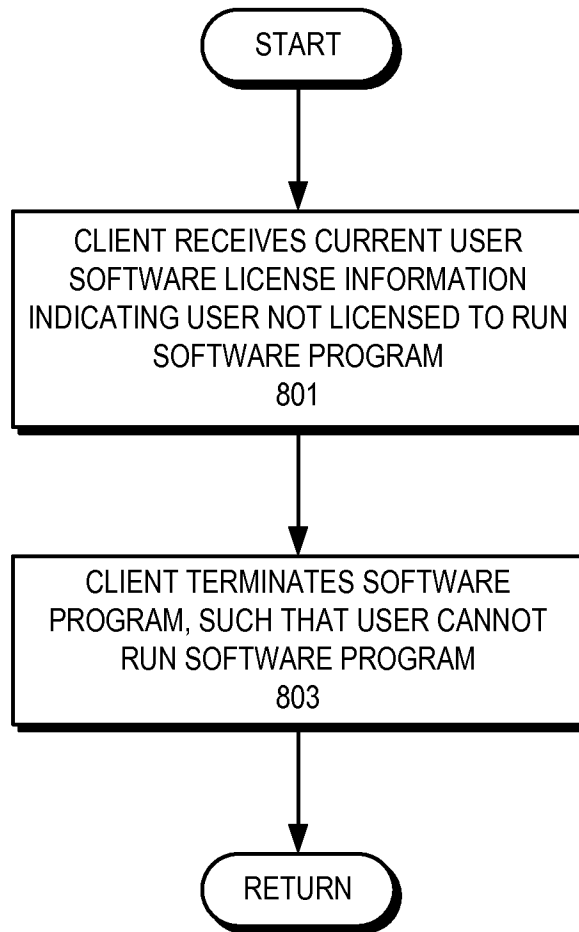 START
CLIENT RECEIVES CURRENT USER
SOFTWARE LICENSE INFORMATION
INDICATING USER NOT LICENSED TO RUN
SOFTWARE PROGRAM
801
CLIENT TERMINATES SOFTWARE
PROGRAM, SUCH THAT USER CANNOT
RUN SOFTWARE PROGRAM
803
RETURN